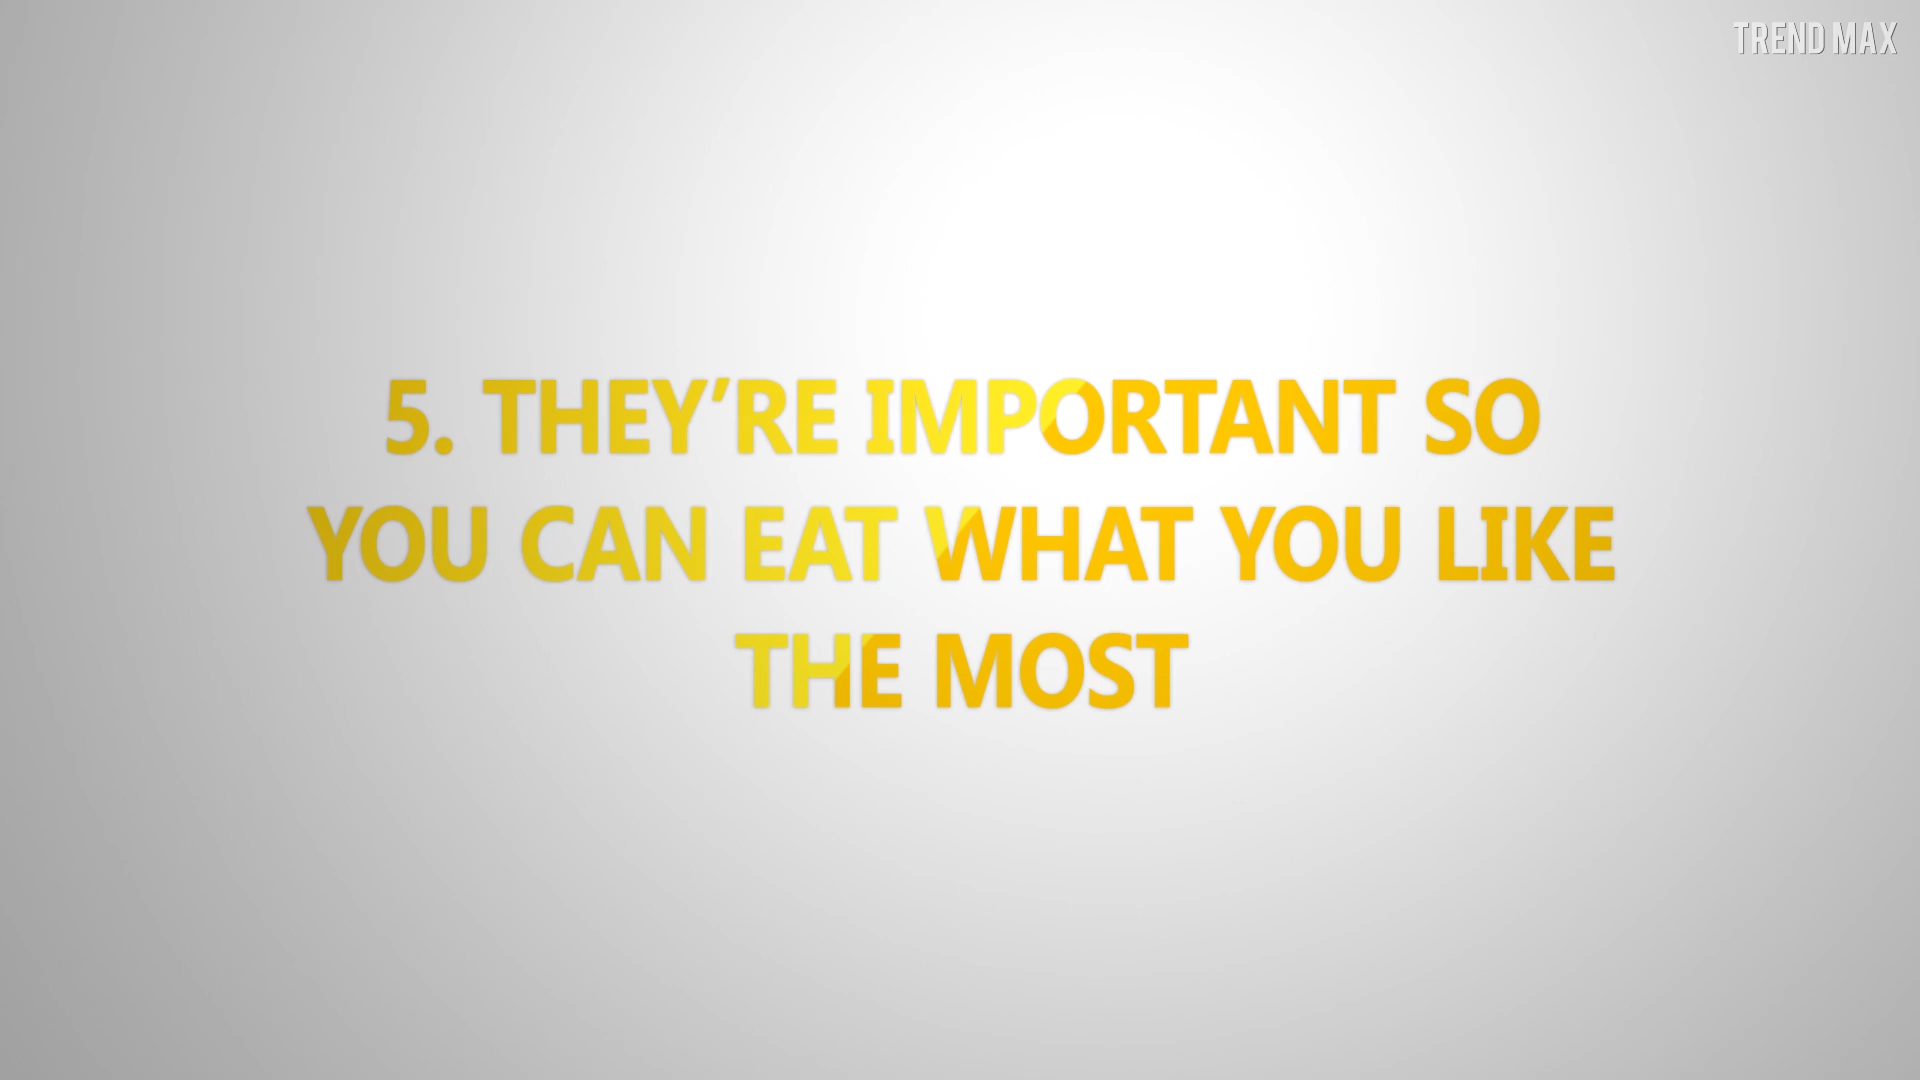 TREND MAX
5. THEY’RE IMPORTANT SO
YOU CAN EAT WHAT YOU LIKE
THE MOST